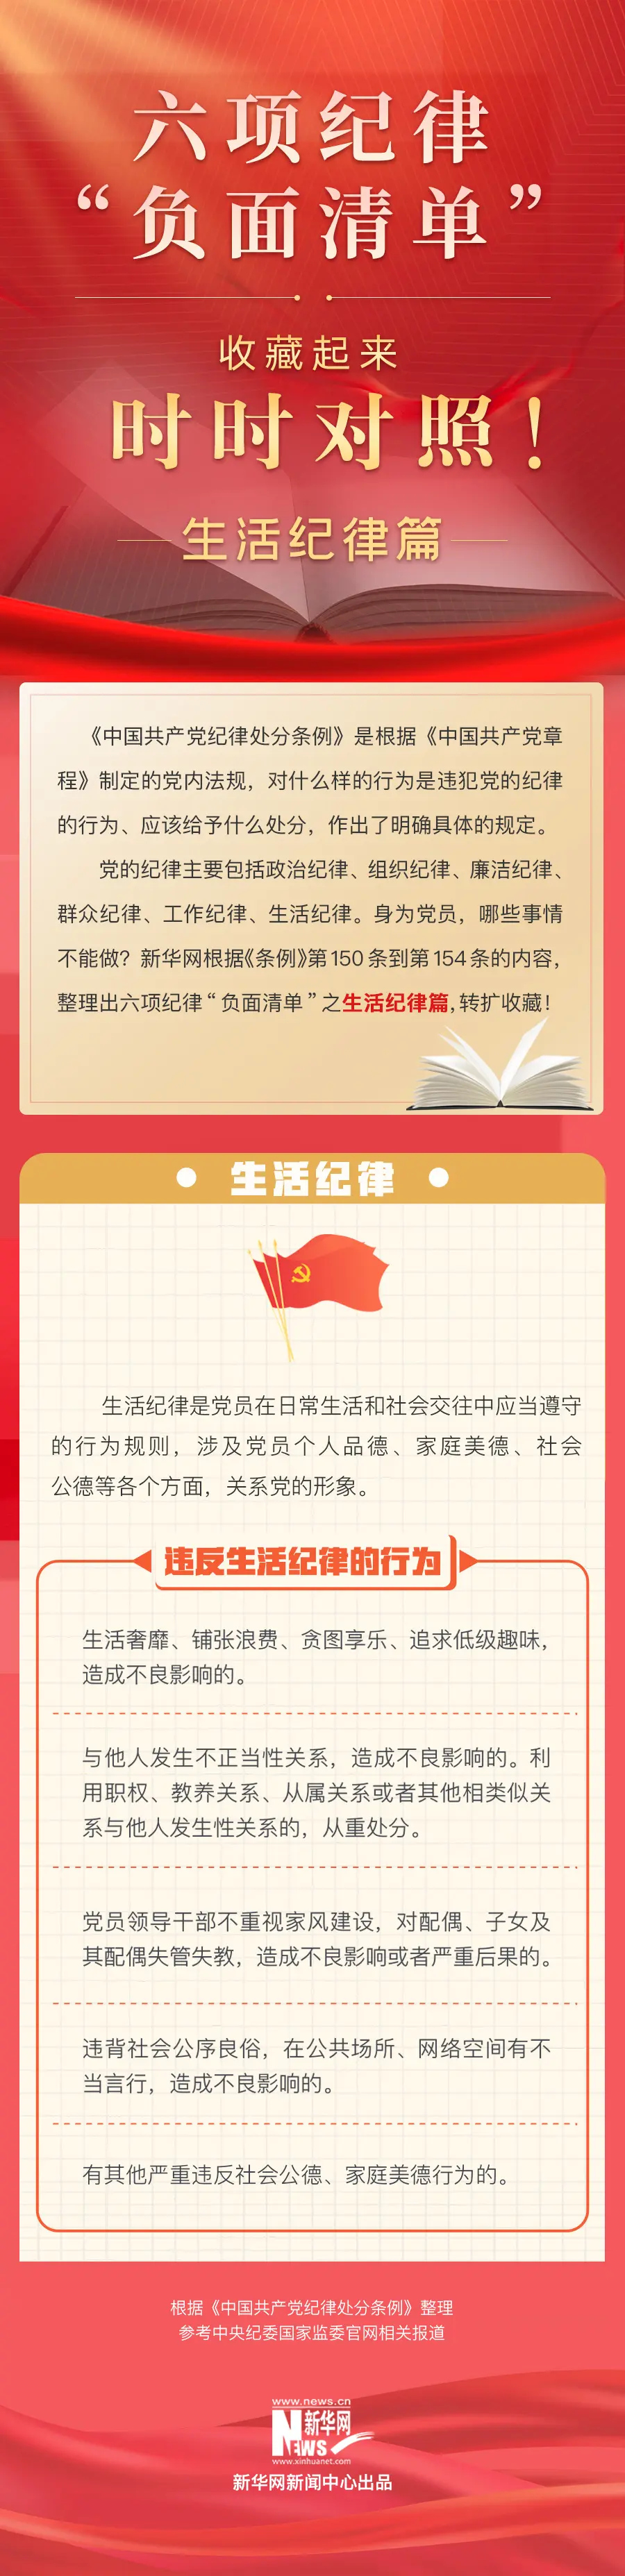 六项纪律
“负面清单”
收藏起来
时时对照！
生活纪律篇
《中国共产党纪律处分条例》是根据《中国共产党章
程》制定的党内法规，对什么样的行为是违犯党的纪律
的行为、应该给予什么处分，作出了明确具体的规定。
党的纪律主要包括政治纪律、组织纪律、廉洁纪律、
群众纪律、工作纪律、生活纪律。身为党员，哪些事情
不能做？新华网根据《条例》第150条到第154条的内容，
整理出六项纪律“负面清单”之生活纪律篇，转扩收藏！
生活纪律
生活纪律是党员在日常生活和社会交往中应当遵守
的行为规则，涉及党员个人品德、家庭美德、社会
公德等各个方面，关系党的形象。
违反生活纪律的行为
生活奢靡、铺张浪费、贪图享乐、追求低级趣味，
造成不良影响的。
与他人发生不正当性关系，造成不良影响的。利
用职权、教养关系、从属关系或者其他相类似关
系与他人发生性关系的，从重处分。
党员领导干部不重视家风建设，对配偶、子女及
其配偶失管失教，造成不良影响或者严重后果的。
违背社会公序良俗，在公共场所、网络空间有不
当言行，造成不良影响的。
有其他严重违反社会公德、家庭美德行为的。
根据《中国共产党纪律处分条例》整理
参考中央纪委国家监委官网相关报道
www.news.cn
新华网
NEWS
www.xinhuanet.com
新华网新闻中心出品